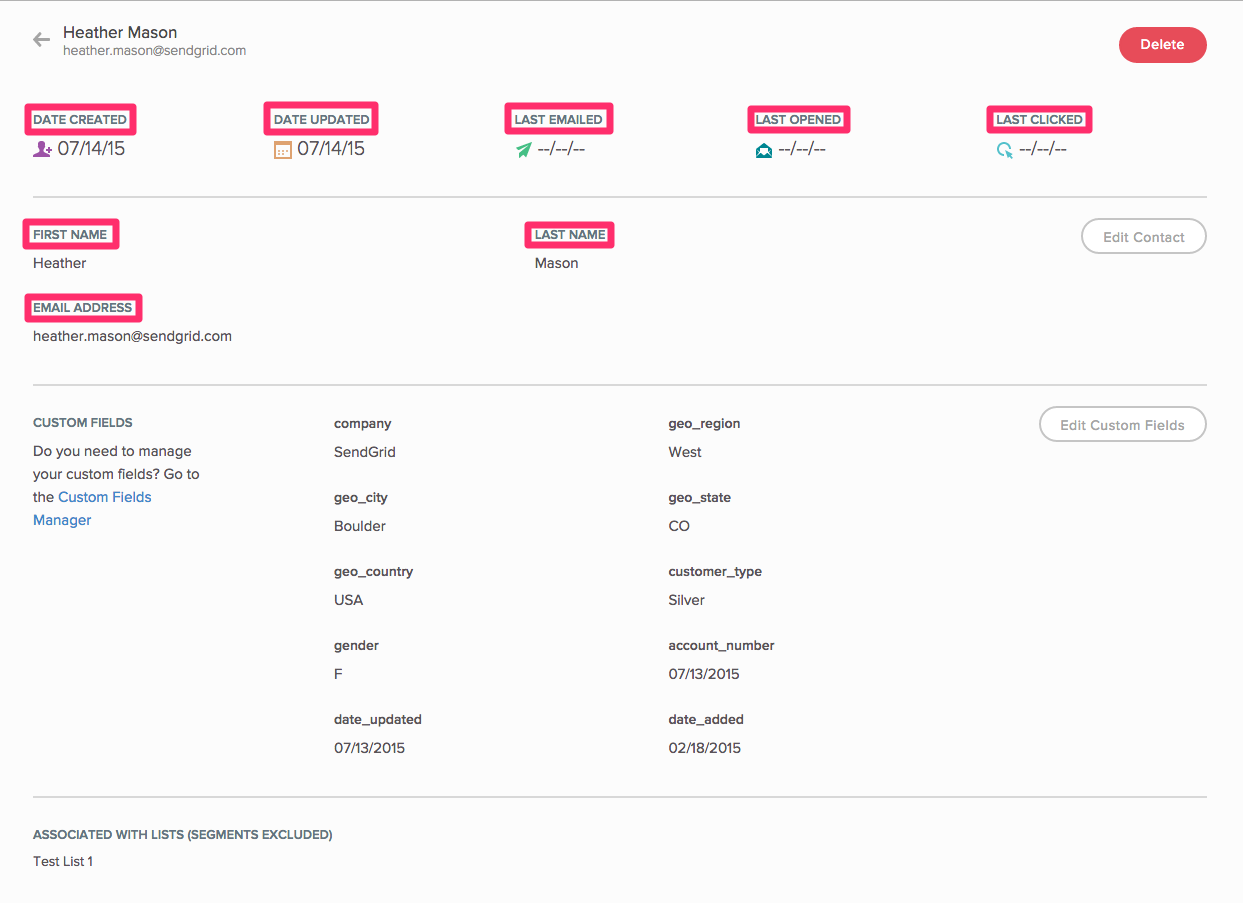 Heather Mason
heather.mason@sendgrid.com
Delete
DATE CREATED
07/14/15
DATE UPDATED
07/14/15
LAST EMAILED
--/--/--
LAST OPENED
--/--/--
LAST CLICKED
--/--/--
FIRST NAME
Heather
LAST NAME
Mason
Edit Contact
EMAIL ADDRESS
heather.mason@sendgrid.com
CUSTOM FIELDS
Do you need to manage
your custom fields? Go to
the Custom Fields
Manager
company
SendGrid
geo_region
West
Edit Custom Fields
geo_city
Boulder
geo_state
CO
geo_country
USA
customer_type
Silver
gender
F
account_number
07/13/2015
date_updated
07/13/2015
date_added
02/18/2015
ASSOCIATED WITH LISTS (SEGMENTS EXCLUDED)
Test List 1